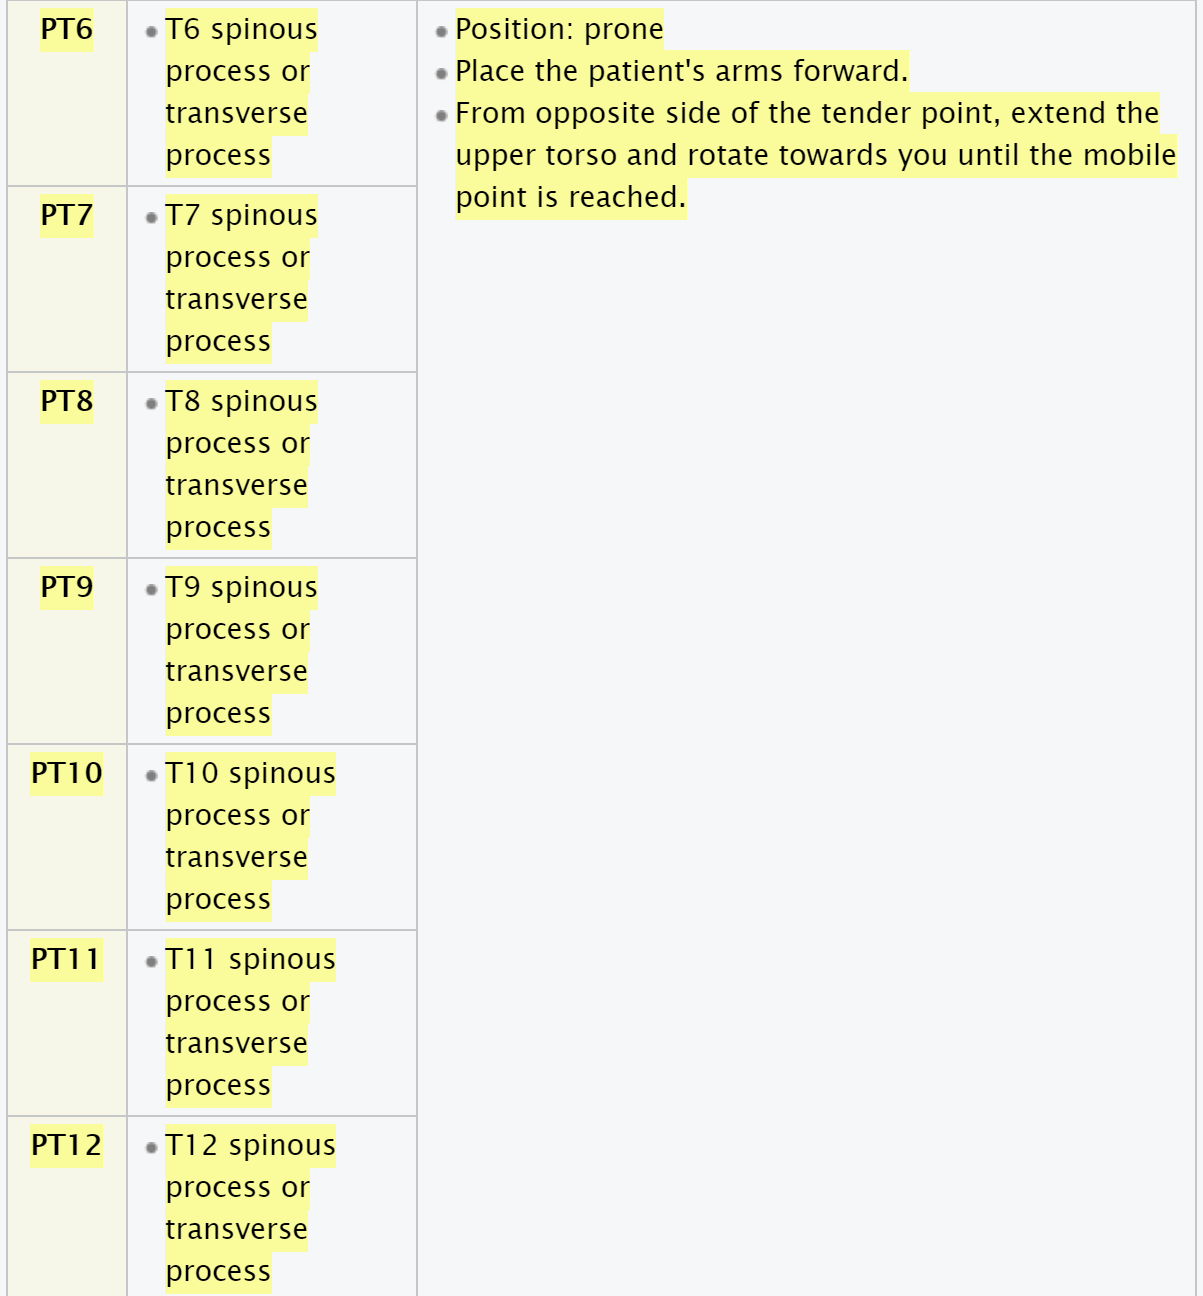 PT6
T6 spinous
process or
transverse
process
Position: prone
Place the patient's arms forward.
From opposite side of the tender point, extend the
upper torso and rotate towards you until the mobile
point is reached.
PT7
T7 spinous
process or
transverse
process
PT8
T8 spinous
process or
transverse
process
PT9
T9 spinous
process or
transverse
process
PT10
T10 spinous
process or
transverse
process
PT11
T11 spinous
process or
transverse
process
PT12
T12 spinous
process or
transverse
process